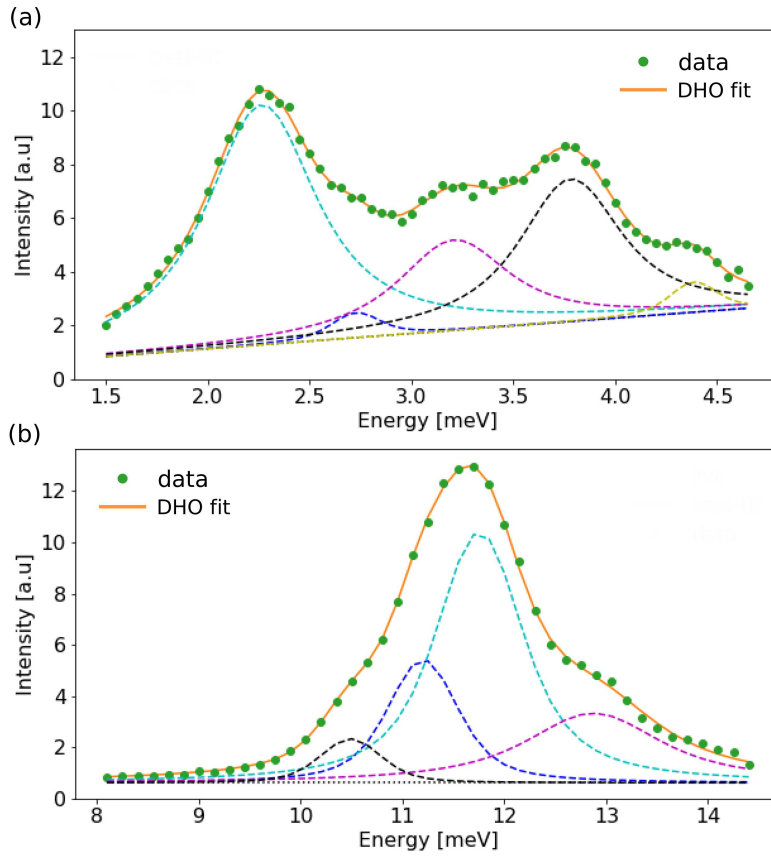 (a)
12
10
8
6
4
2
0
Intensity [a.u]
data
DHO fit
1.5 2.0 2.5 3.0 3.5 4.0 4.5
Energy [meV]
(b)
12
10
8
6
4
2
0
Intensity [a.u]
data
DHO fit
8 9 10 11 12 13 14
Energy [meV]